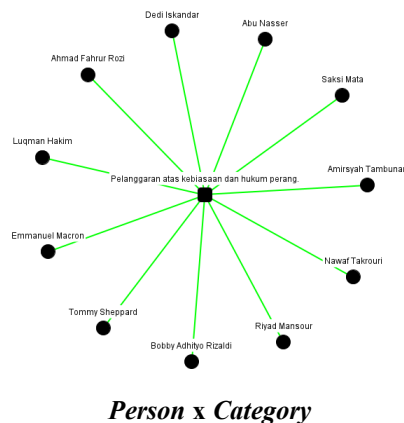 Dedi Iskandar
Abu Nasser
Ahmad Fahrur Rozi
Saksi Mata
Luqman Hakim
Amirsyah Tambunan
Pelanggaran atas kebiasaan dan hukum perang.
Emmanuel Macron
Nawaf Takrouri
Tommy Sheppard
Riyad Mansour
Bobby Adhityo Rizaldi
Person x Category